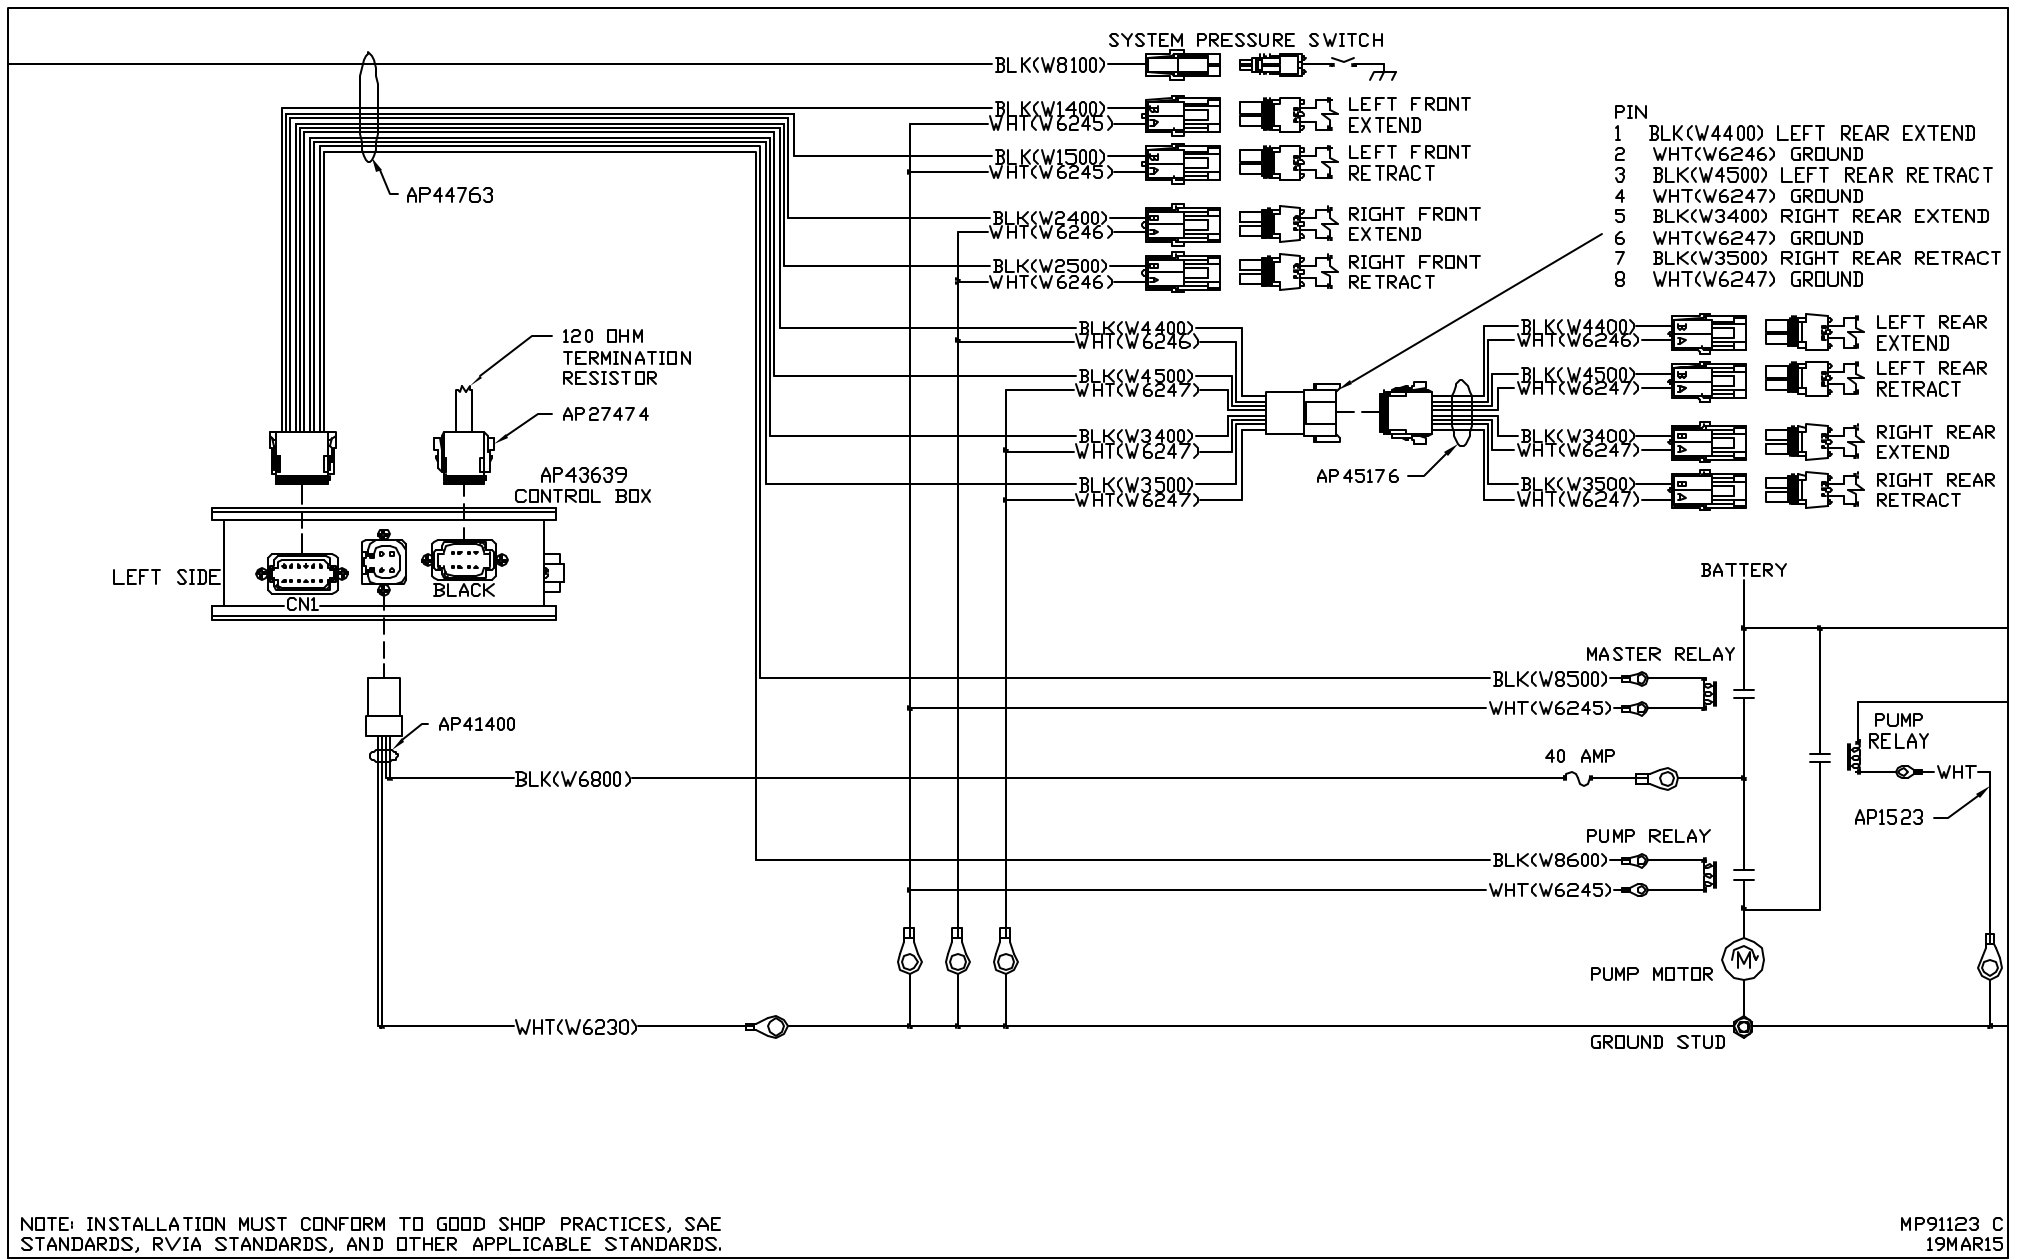 SYSTEM PRESSURE SWITCH
BLK(W8100)
BLK(W1400)
WHT(W6245)
B
A
LEFT FRONT
EXTEND
BLK(W1500)
WHT(W6245)
B
A
LEFT FRONT
RETRACT
BLK(W2400)
WHT(W6246)
B
A
RIGHT FRONT
EXTEND
BLK(W2500)
WHT(W6246)
B
A
RIGHT FRONT
RETRACT
PIN
1 BLK(W4400) LEFT REAR EXTEND
2 WHT(W6246) GROUND
3 BLK(W4500) LEFT REAR RETRACT
4 WHT(W6247) GROUND
5 BLK(W3400) RIGHT REAR EXTEND
6 WHT(W6247) GROUND
7 BLK(W3500) RIGHT REAR RETRACT
8 WHT(W6247) GROUND
AP44763
120 OHM
TERMINATION
RESISTOR
AP27474
AP43639
CONTROL BOX
BLK(W4400)
WHT(W6246)
BLK(W4500)
WHT(W6247)
BLK(W3400)
WHT(W6247)
BLK(W3500)
WHT(W6247)
AP45176
BLK(W4400)
WHT(W6246)
B
A
LEFT REAR
EXTEND
BLK(W4500)
WHT(W6247)
B
A
LEFT REAR
RETRACT
BLK(W3400)
WHT(W6247)
B
A
RIGHT REAR
EXTEND
BLK(W3500)
WHT(W6247)
B
A
RIGHT REAR
RETRACT
LEFT SIDE
CN1
BLACK
BATTERY
MASTER RELAY
BLK(W8500)
WHT(W6245)
AP41400
BLK(W6800)
40 AMP
PUMP
RELAY
WHT
AP1523
PUMP RELAY
BLK(W8600)
WHT(W6245)
M
PUMP MOTOR
WHT(W6230)
GROUND STUD
NOTE: INSTALLATION MUST CONFORM TO GOOD SHOP PRACTICES, SAE
STANDARDS, RVIA STANDARDS, AND OTHER APPLICABLE STANDARDS.
MP91123 C
19MAR15